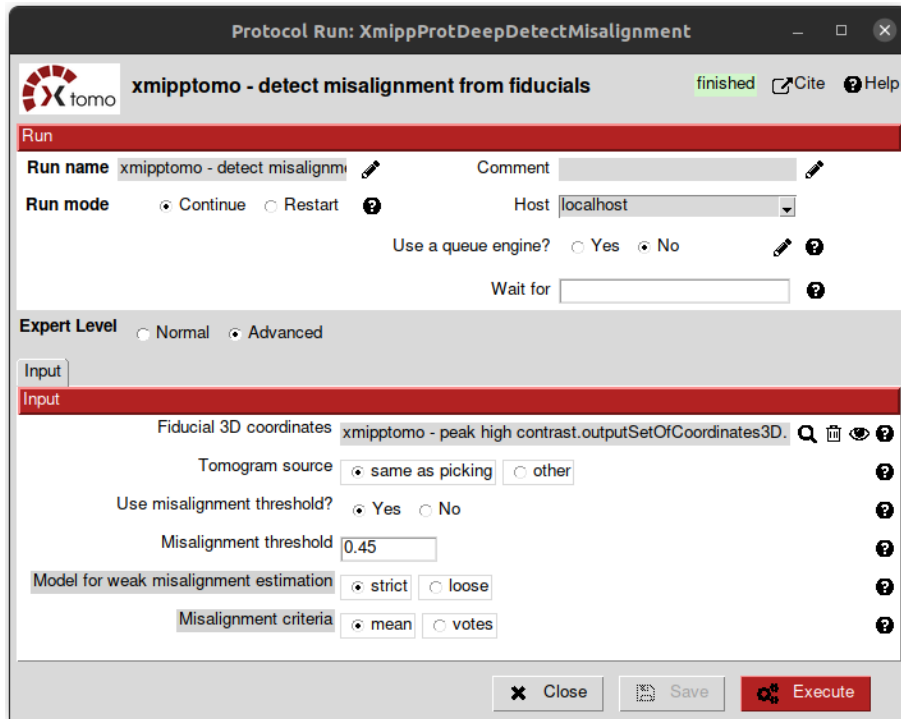 Protocol Run: XmippProtDeepDetectMisalignment
X tomo xmipptomo - detect misalignment from fiducials finished Cite Help
Run
Run name xmipptomo - detect misalignm Comment
Run mode Continue Restart Host localhost
Use a queue engine? Yes No
Wait for
Expert Level Normal Advanced
Input
Input
Fiducial 3D coordinates xmipptomo - peak high contrast.outputSetOfCoordinates3D.
Tomogram source same as picking other
Use misalignment threshold? Yes No
Misalignment threshold 0.45
Model for weak misalignment estimation strict loose
Misalignment criteria mean votes
Close Save Execute